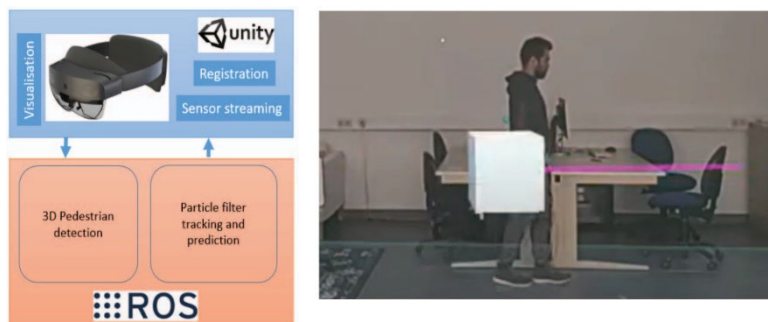 Visualisation
unity
Registration
Sensor streaming
3D Pedestrian
detection
Particle filter
tracking and
prediction
ROS